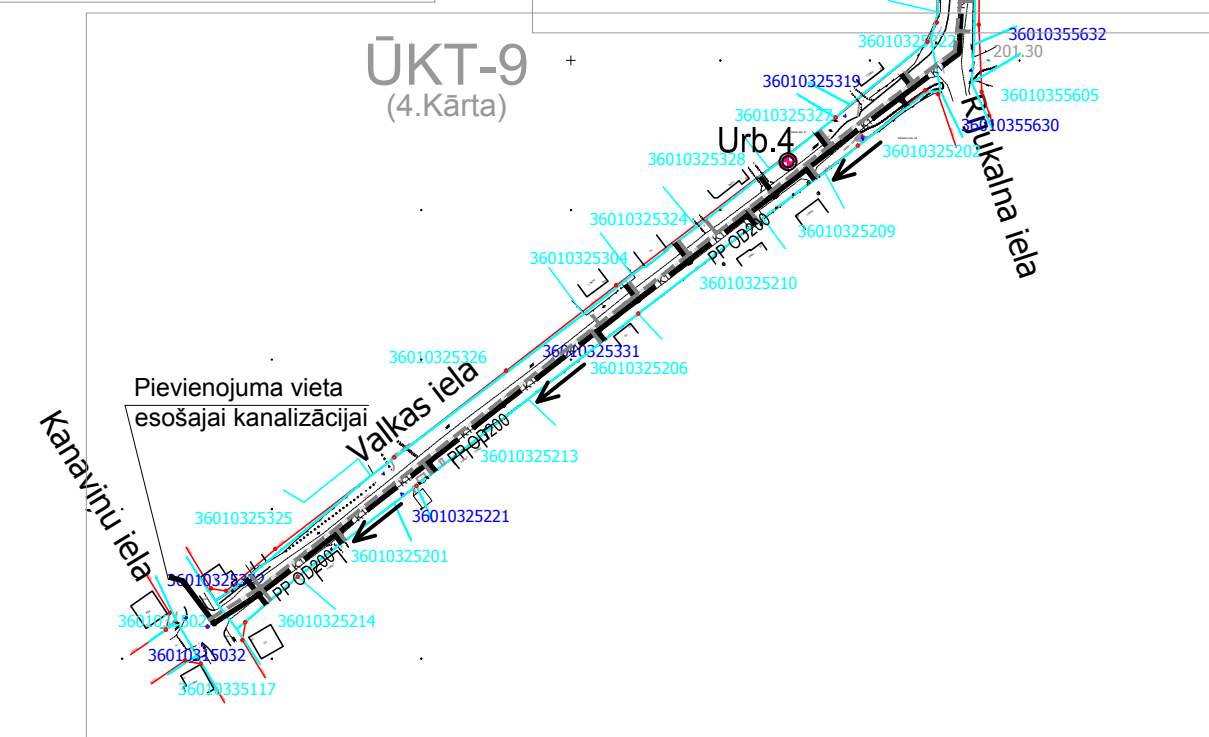 ŪKT-9
(4.Kārta)
36010355632
201.30
36010325319
36010355605
36010325327
36010355630
Urb.4
36010325328
36010325202
Rijukalna iela
36010325324
36010325209
PP OD200
36010325304
36010325210
36010325331
36010325326
36010325206
Pievienojuma vieta
esošajai kanalizācijai
Valkas iela
Kanaviņu iela
PP OD200
36010325213
36010325325
36010325221
36010325201
PP OD200
36010325214
36010315032
36010335117